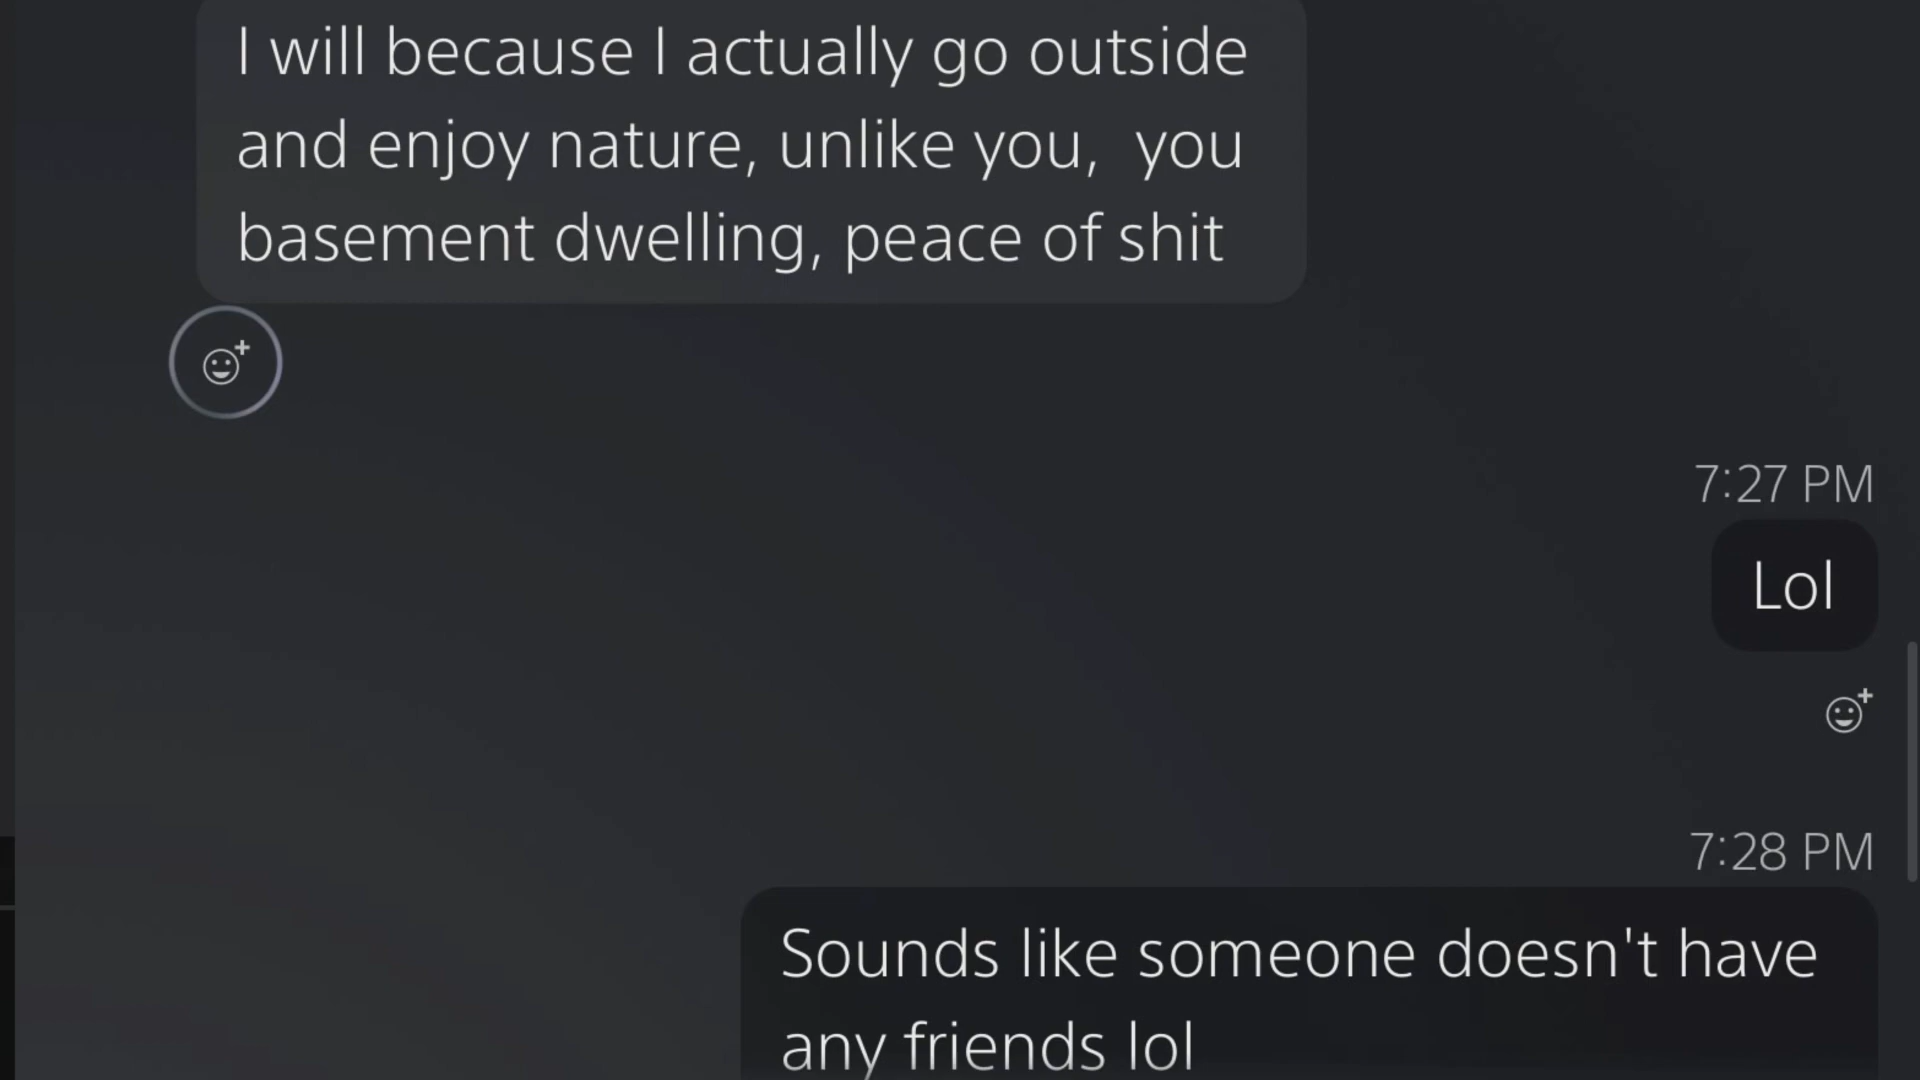 I will because I actually go outside
and enjoy nature, unlike you,  you
basement dwelling, peace of shit
7:27 PM
Lol
7:28 PM
Sounds like someone doesn't have
any friends lol